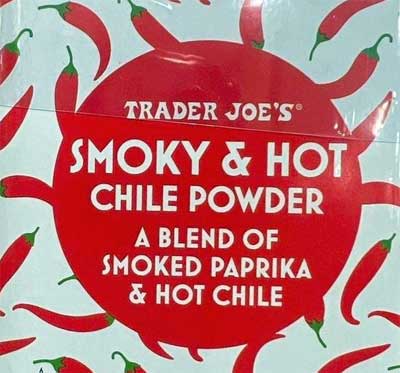 TRADER JOE'S®
SMOKY & HOT
CHILE POWDER
A BLEND OF
SMOKED PAPRIKA
& HOT CHILE